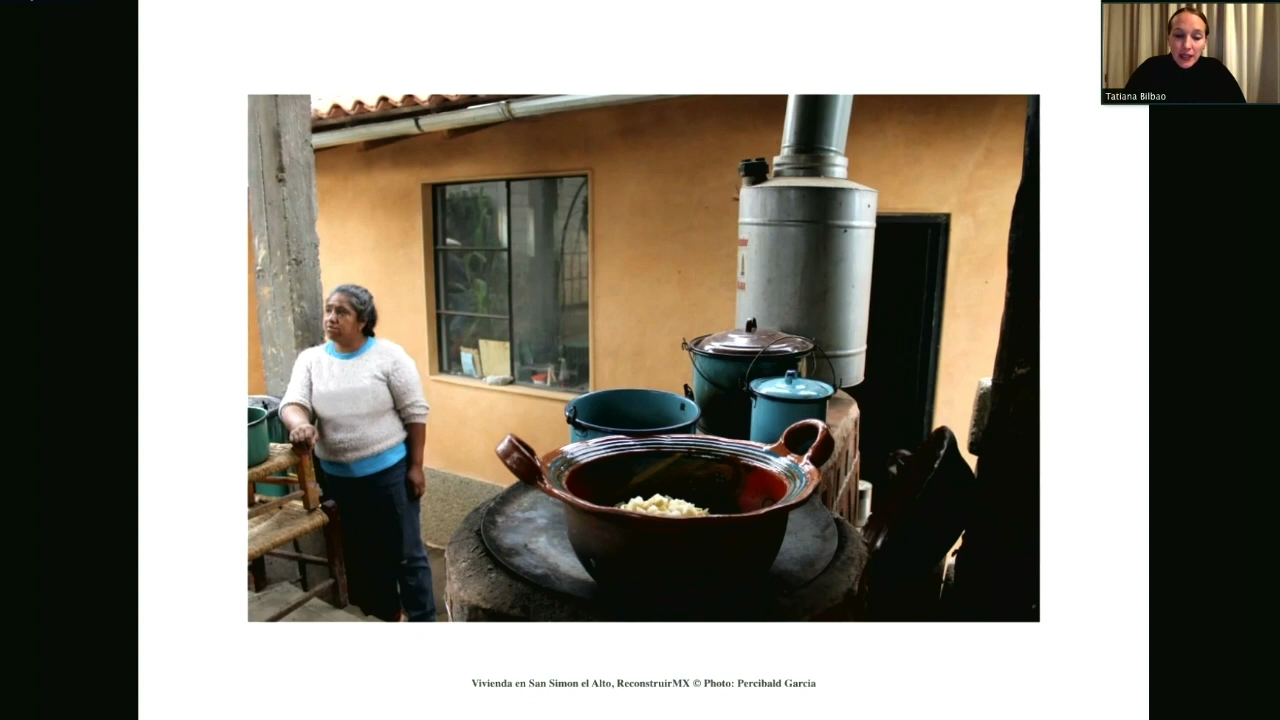 Tatiana Bilbao
Vivienda en San Simon el Alto, ReconstruirMX © Photo: Percibald Garcia